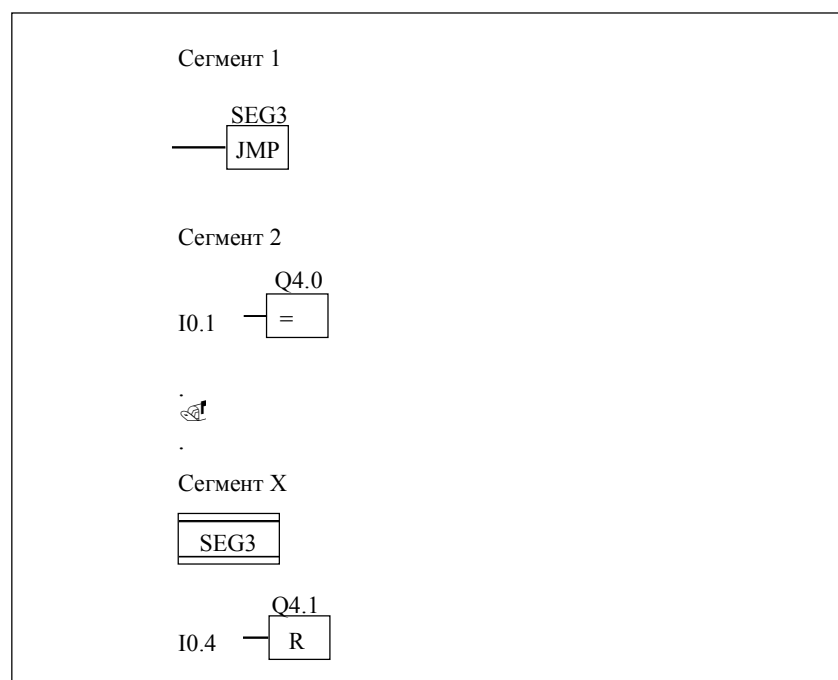 Сегмент 1
SEG3
JMP
Сегмент 2
Q4.0
I0.1 =
.
.
Сегмент X
SEG3
Q4.1
I0.4 R